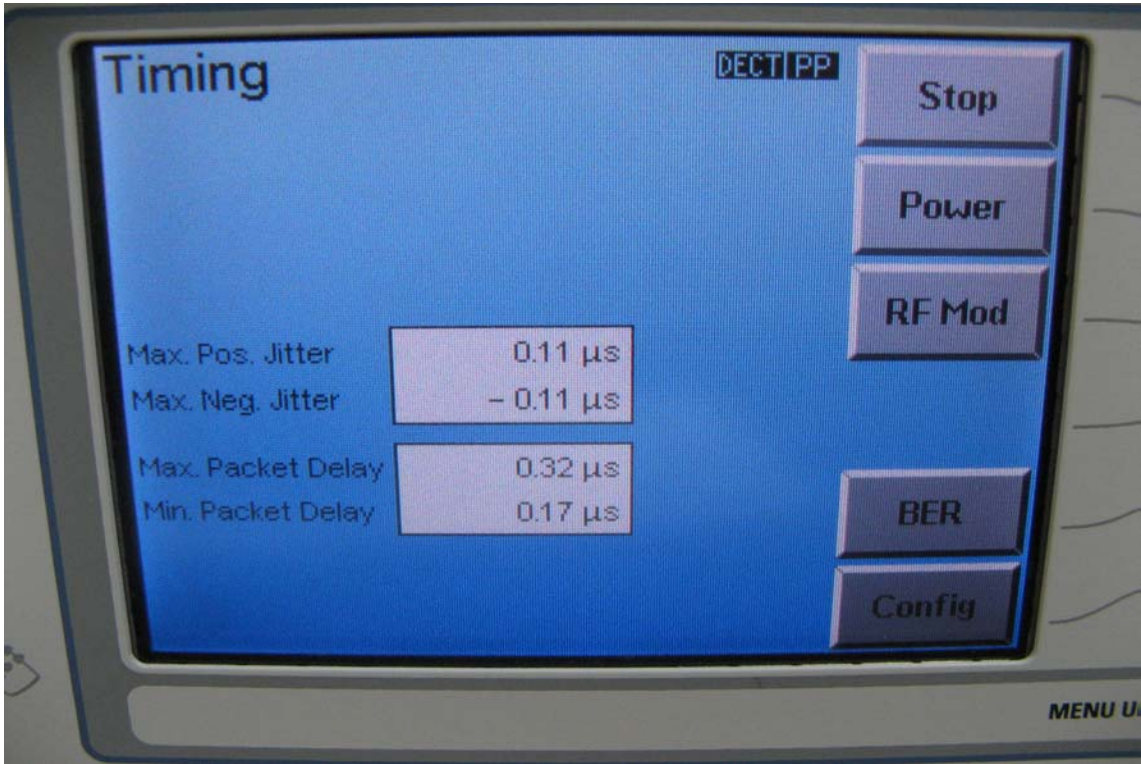 Timing
DECT PP
Stop
Power
RF Mod
Max. Pos. Jitter 0.11 µs
Max. Neg. Jitter – 0.11 µs
Max. Packet Delay 0.32 µs
Min. Packet Delay 0.17 µs
BER
Config
MENU